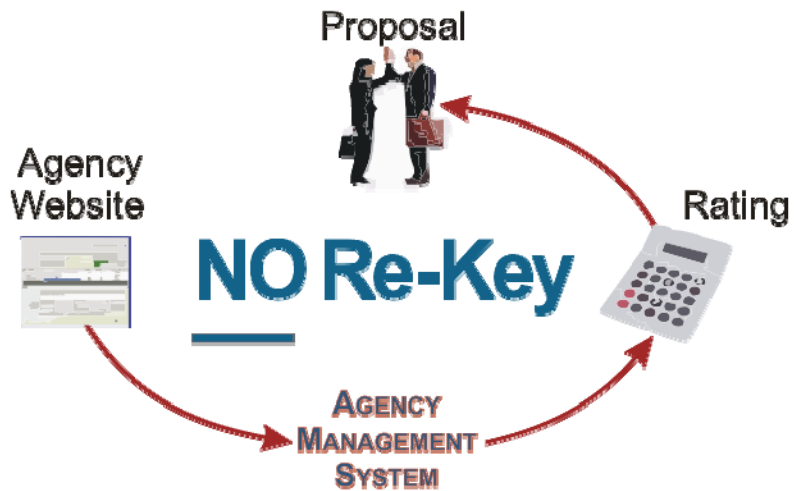 Proposal
Agency
Website
Rating
NO Re-Key
AGENCY
MANAGEMENT
SYSTEM